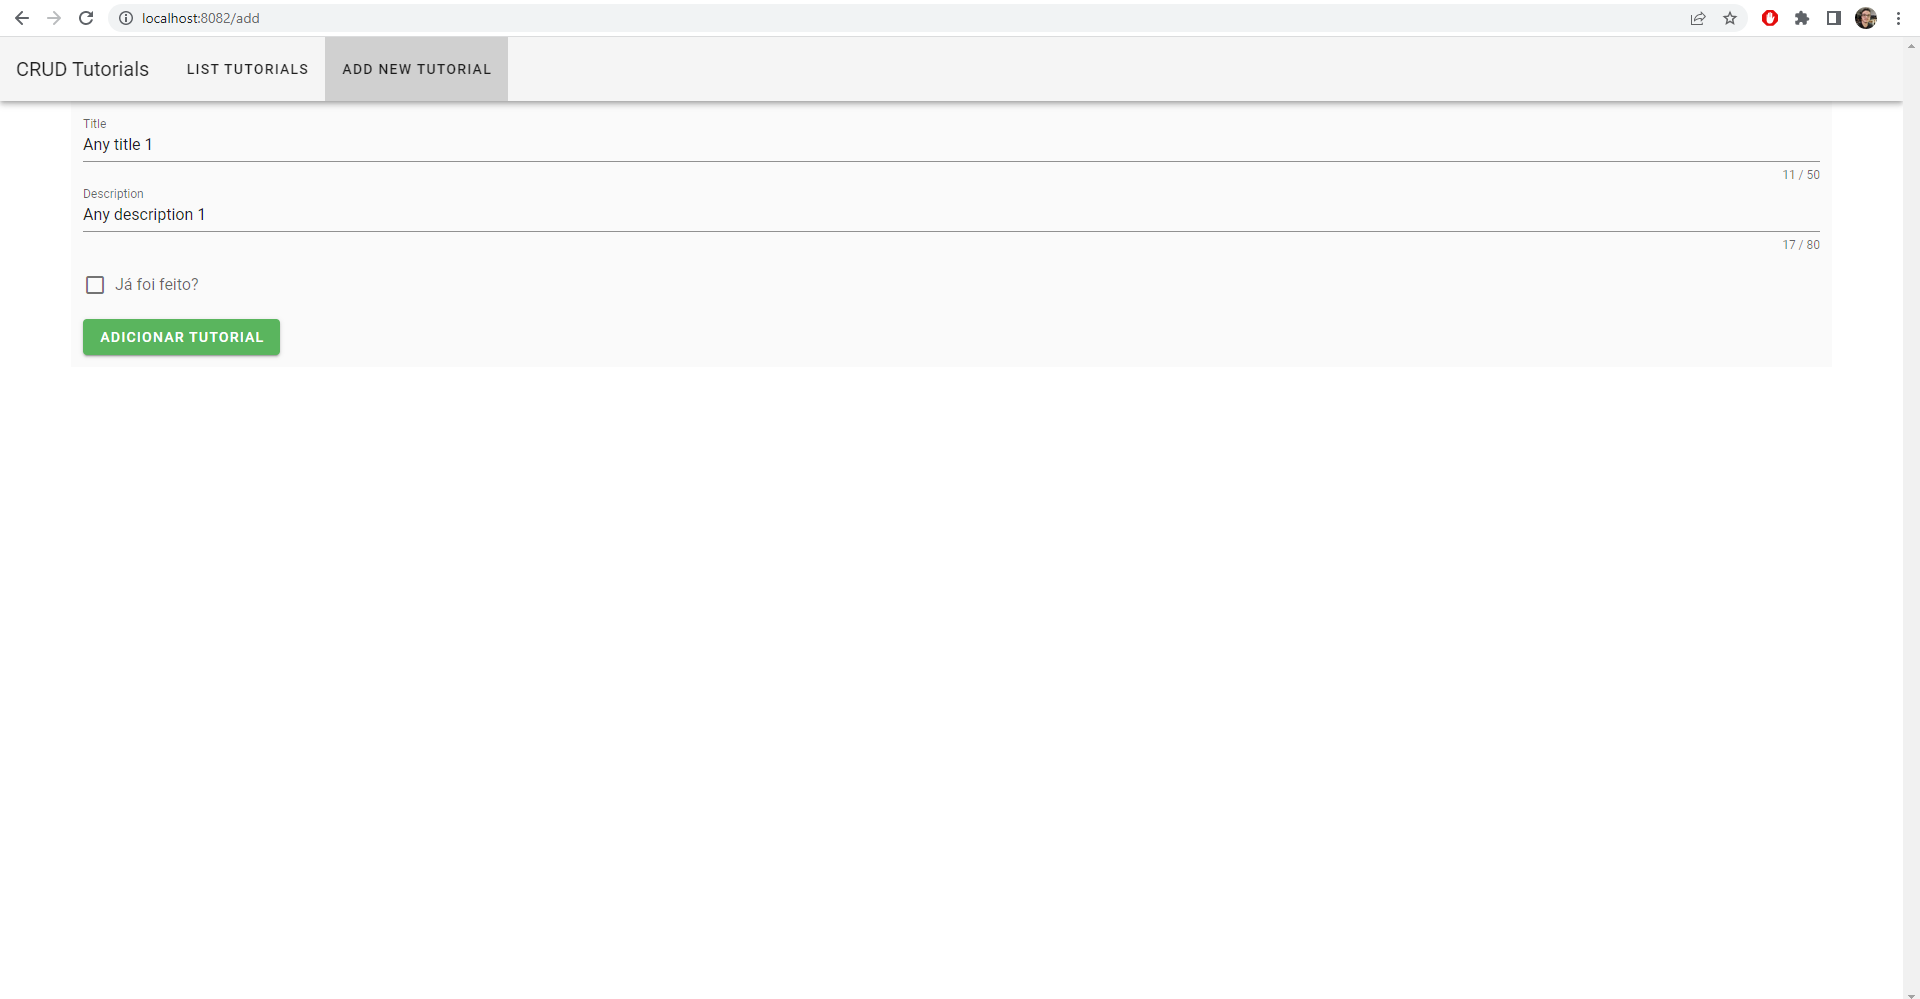 localhost:8082/add
CRUD Tutorials LIST TUTORIALS ADD NEW TUTORIAL
Title
Any title 1
11 / 50
Description
Any description 1
17 / 80
Já foi feito?
ADICIONAR TUTORIAL